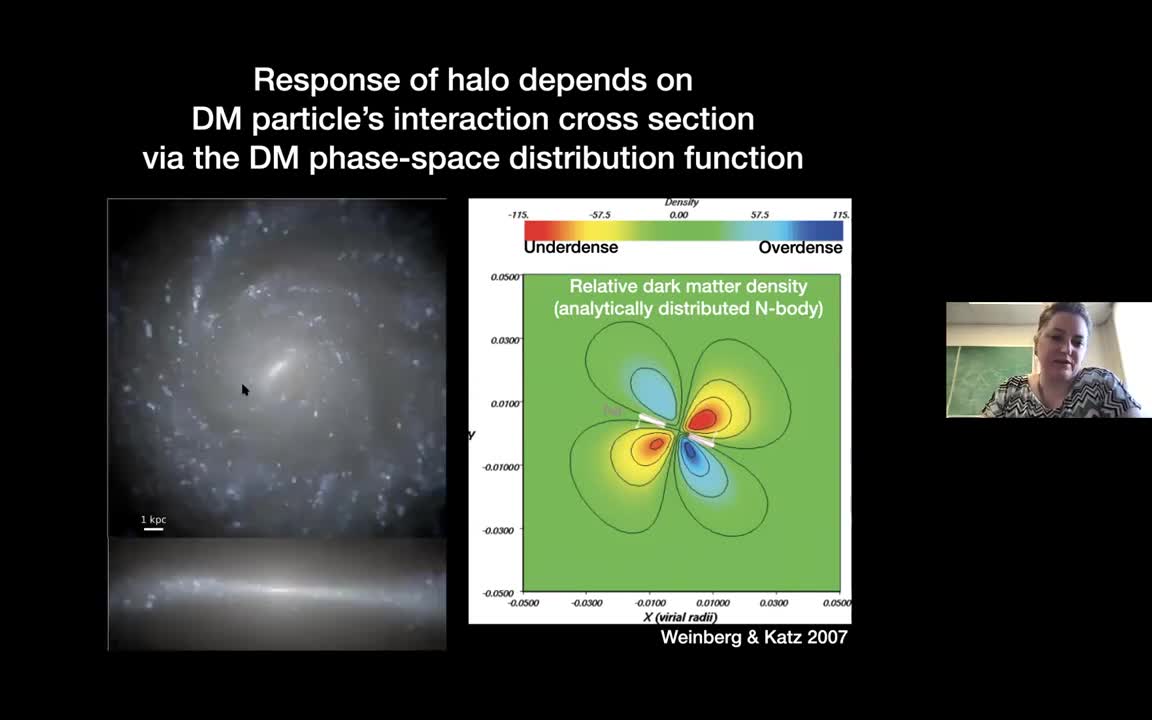 Response of halo depends on
DM particle's interaction cross section
via the DM phase-space distribution function
1 kpc
Density
-115. -57.5 0.00 57.5 115.
Underdense Overdense
Relative dark matter density
(analytically distributed N-body)
0.0500
0.0300
0.0100
Y
-0.01000
-0.0300
-0.0500
-0.0500 -0.0300 -0.0100 0.01000 0.0300 0.0500
X (virial radii)
Weinberg & Katz 2007